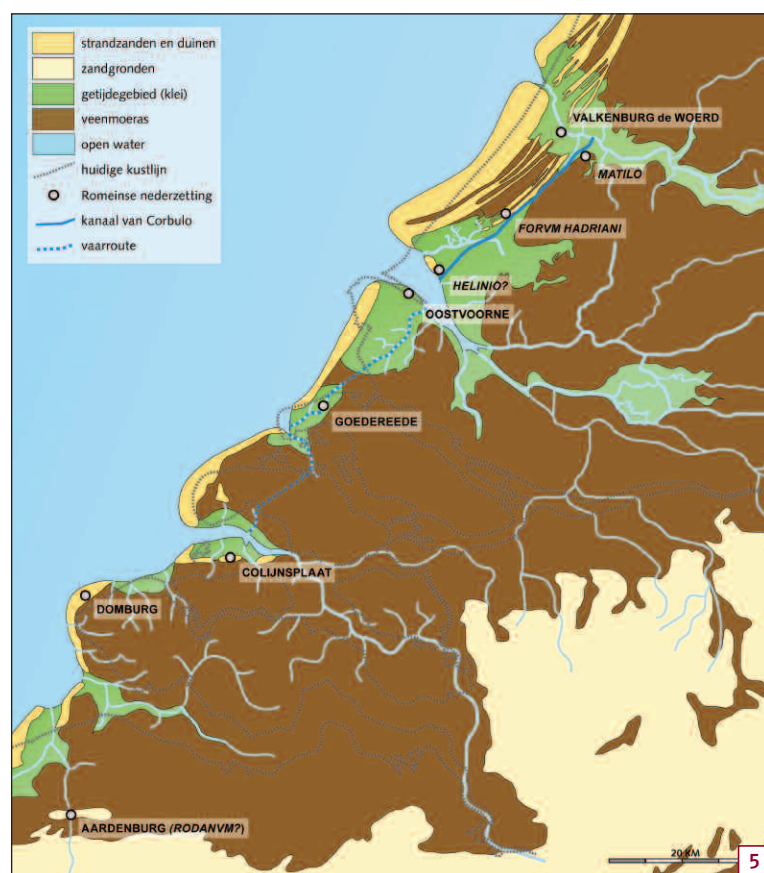 strandzanden en duinen
zandgronden
getijdegebied (klei)
veenmoeras
open water
huidige kustlijn
Romeinse nederzetting
kanaal van Corbulo
vaarroute
VALKENBURG de WOERD
MATILO
FORVM HADRIANI
HELINIO?
OOSTVOORNE
GOEDEREEDE
COLIJNSPLAAT
DOMBURG
AARDENBURG (RODANVM?)
20 KM
5